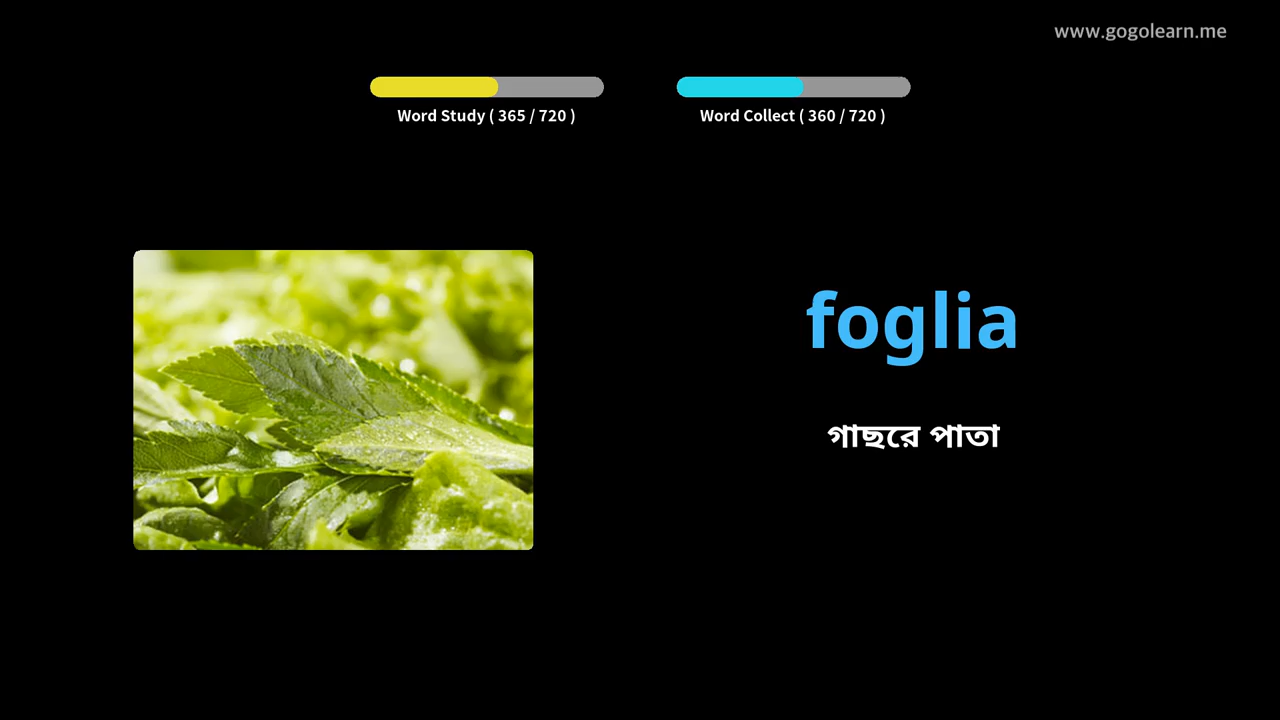 www.gogolearn.me
Word Study ( 365 / 720 )
Word Collect ( 360 / 720 )
foglia
গাছরে পাতা